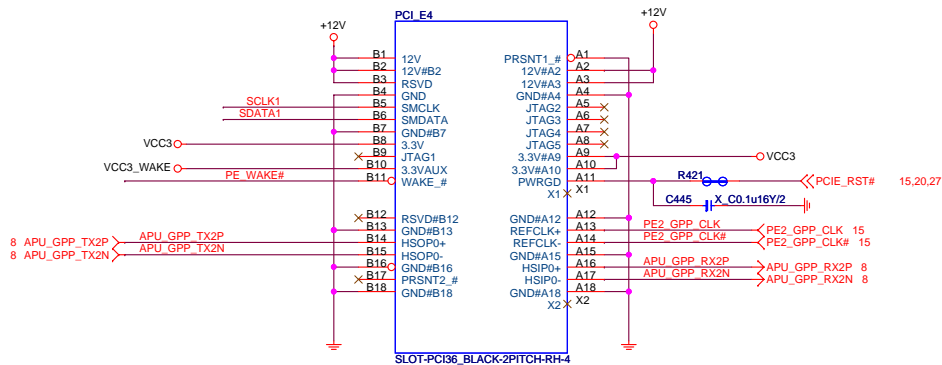 PCI_E4
+12V
+12V
B1 12V PRSNT1_# A1
B2 12V#B2 12V#A2 A2
B3 RSVD 12V#A3 A3
B4 GND GND#A4 A4
SCLK1 B5 SMCLK JTAG2 A5
SDATA1 B6 SMDATA JTAG3 A6
B7 GND#B7 JTAG4 A7
VCC3 B8 3.3V JTAG5 A8
B9 JTAG1 3.3V#A9 A9 VCC3
VCC3_WAKE B10 3.3VAUX 3.3V#A10 A10
PE_WAKE# B11 WAKE_# PWRGD A11 R421 PCIE_RST# 15,20,27
X1 X1
C445 X_C0.1u16Y/2
B12 RSVD#B12 GND#A12 A12
B13 GND#B13 REFCLK+ A13 PE2_GPP_CLK PE2_GPP_CLK 15
8 APU_GPP_TX2P APU_GPP_TX2P B14 HSOP0+ REFCLK- A14 PE2_GPP_CLK# PE2_GPP_CLK# 15
8 APU_GPP_TX2N APU_GPP_TX2N B15 HSOP0- GND#A15 A15
B16 GND#B16 HSIP0+ A16 APU_GPP_RX2P APU_GPP_RX2P 8
B17 PRSNT2_# HSIP0- A17 APU_GPP_RX2N APU_GPP_RX2N 8
B18 GND#B18 GND#A18 A18
X2 X2
SLOT-PCI36_BLACK-2PITCH-RH-4